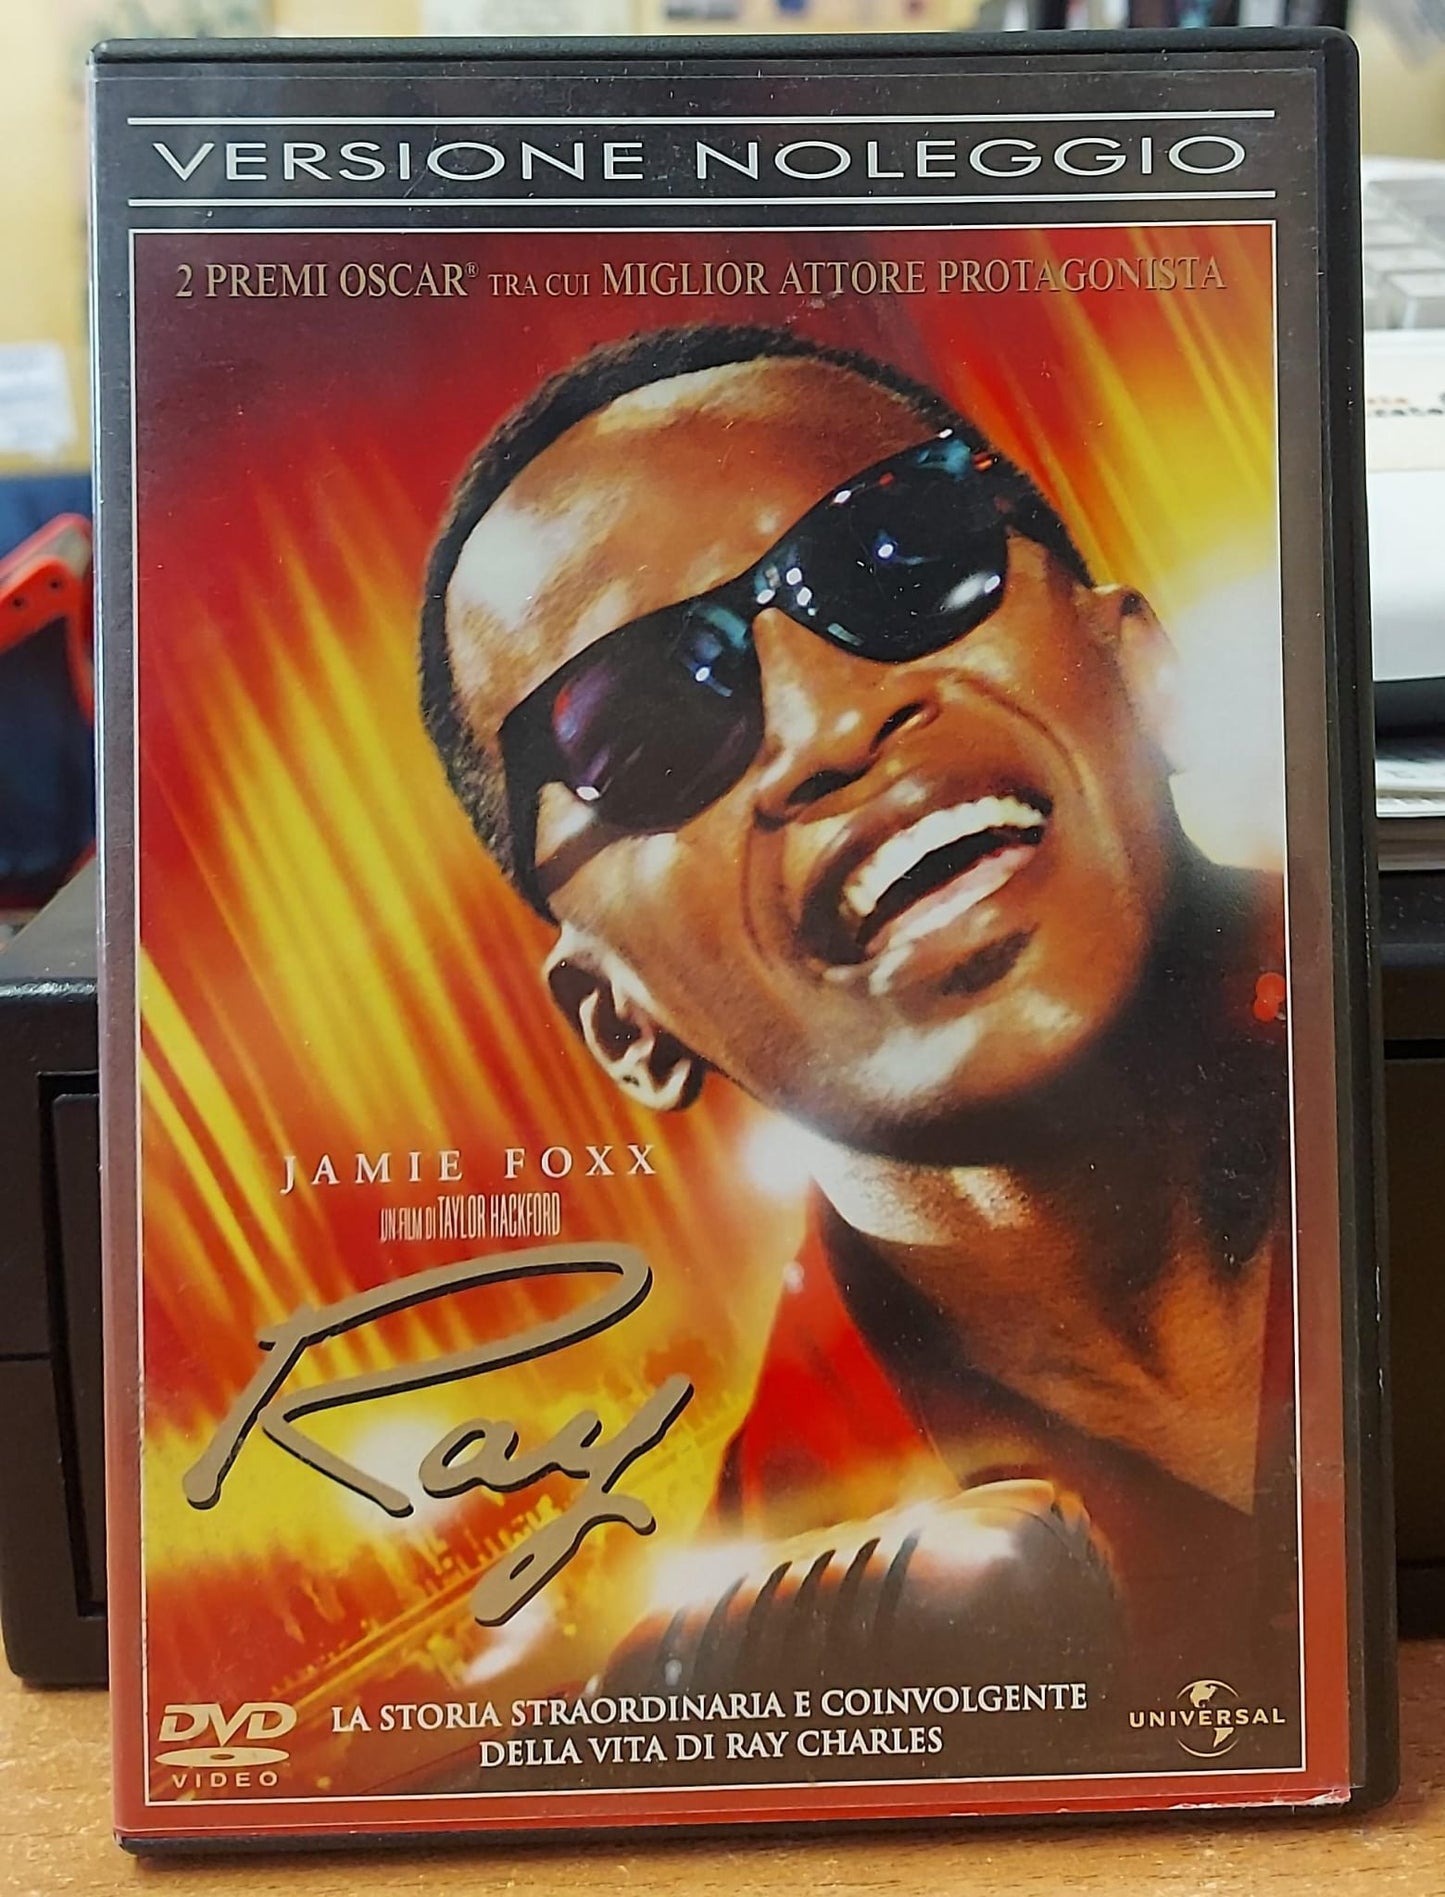 VERSIONE NOLEGGIO
2 PREMI OSCAR® TRA CUI MIGLIOR ATTORE PROTAGONISTA
JAMIE FOXX
UN FILM DI TAYLOR HACKFORD
Ray
LA STORIA STRAORDINARIA E COINVOLGENTE
DELLA VITA DI RAY CHARLES
DVD
VIDEO
UNIVERSAL